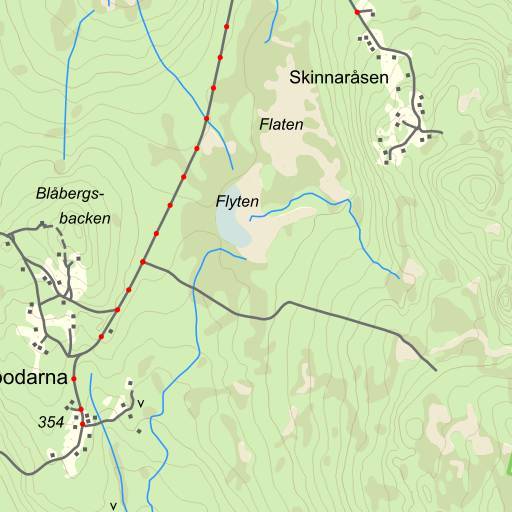 Skinnaråsen
Flaten
Blåbergs-
backen
Flyten
odarna
354
v
v